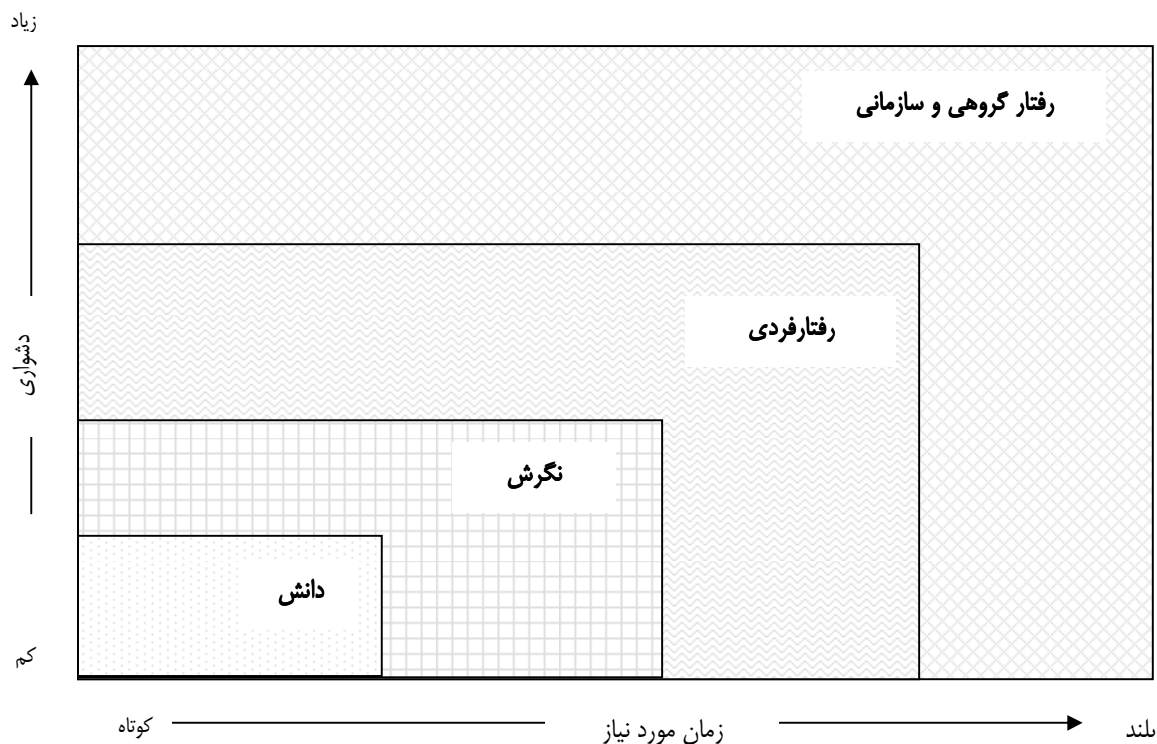 زیاد
رفتار گروهی و سازمانی
رفتارفردی
دشواری
نگرش
دانش
کم
کوتاه
زمان مورد نیاز
بلند